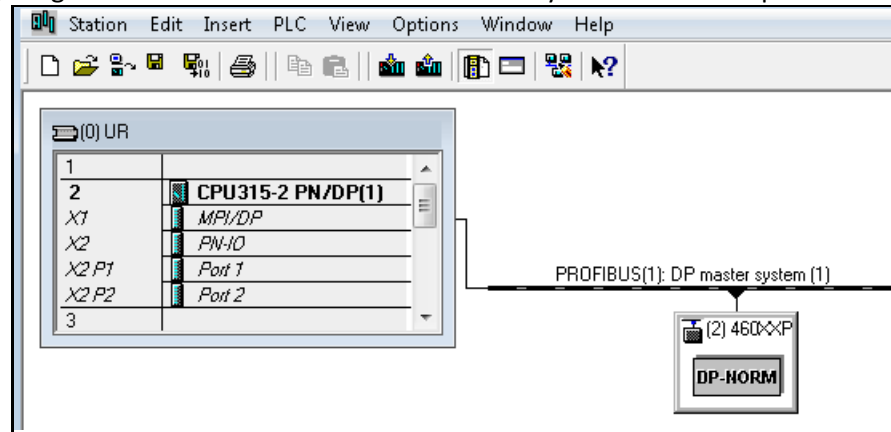 Station Edit Insert PLC View Options Window Help
(0) UR
1
2 CPU315-2 PN/DP(1)
X1 MPI/DP
X2 PN-IO
X2 P1 Port 1
X2 P2 Port 2
3
PROFIBUS(1): DP master system (1)
(2) 460XXP
DP-NORM